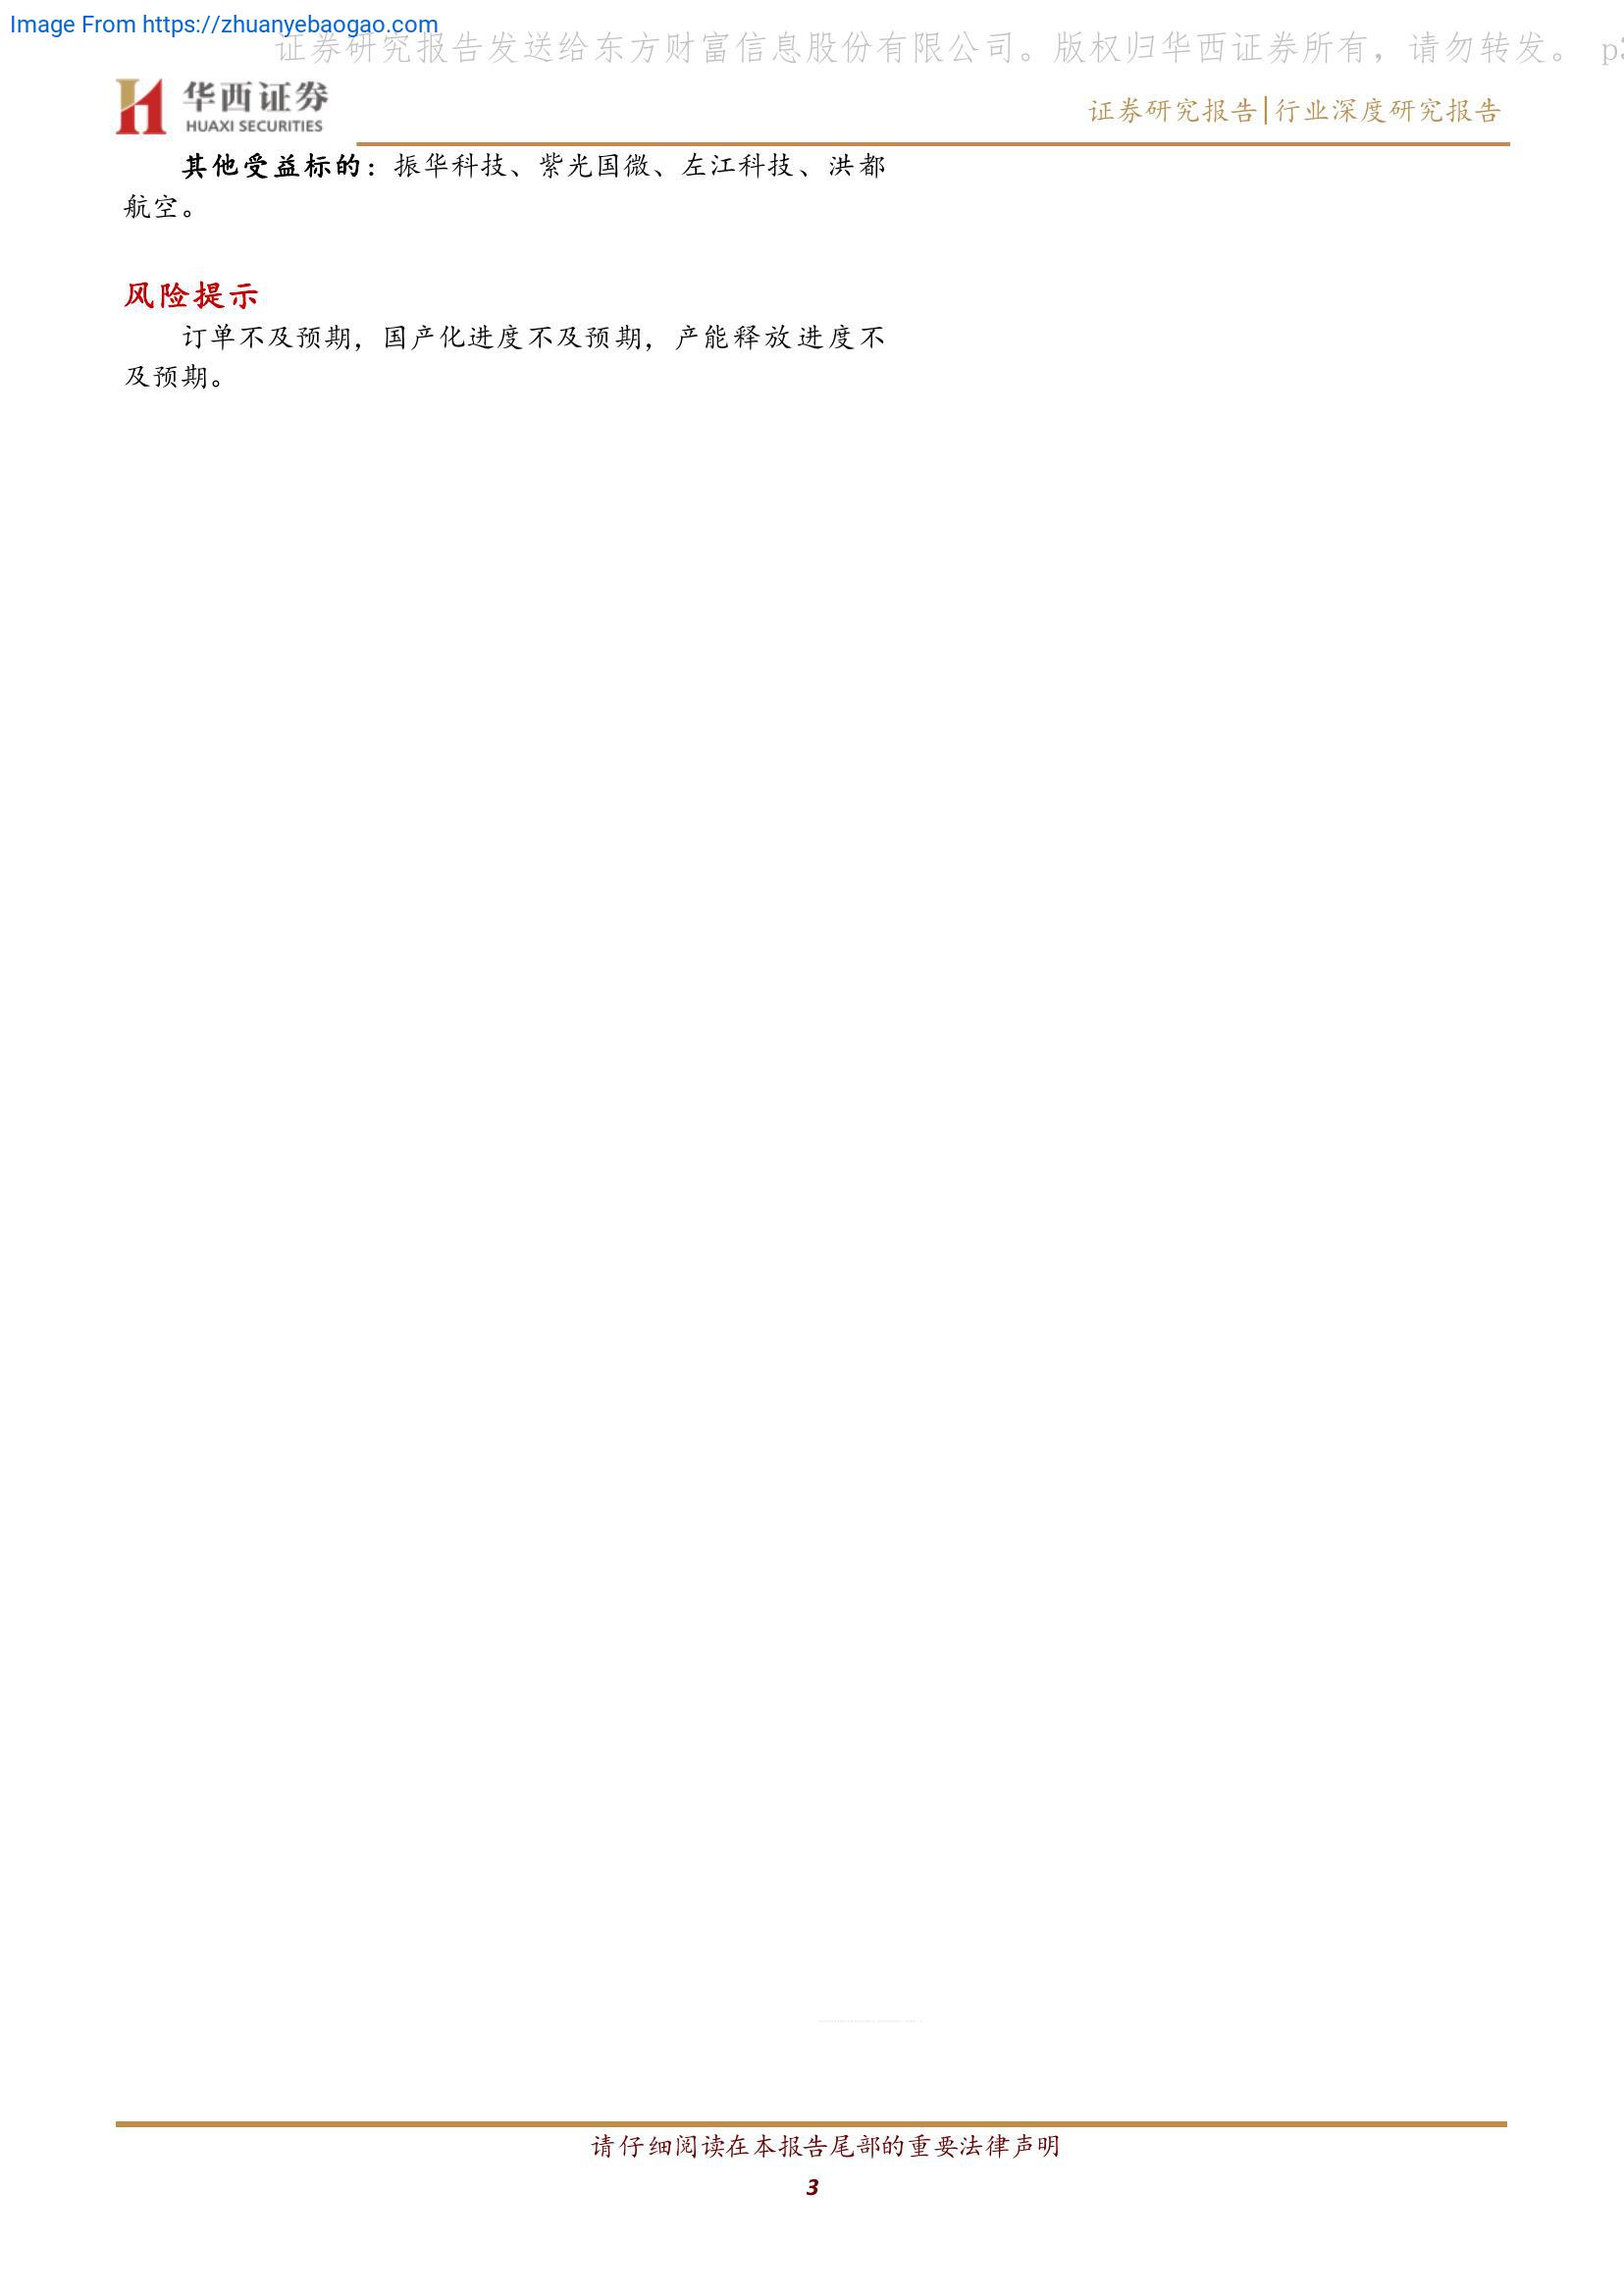 Image From https://zhuanyebaogao.com
证券研究报告发送给东方财富信息股份有限公司。版权归华西证券所有，请勿转发。 p3
华西证券
HUAXI SECURITIES
证券研究报告|行业深度研究报告
其他受益标的：振华科技、紫光国微、左江科技、洪都
航空。
风险提示
订单不及预期，国产化进度不及预期，产能释放进度不
及预期。
请仔细阅读在本报告尾部的重要法律声明
3